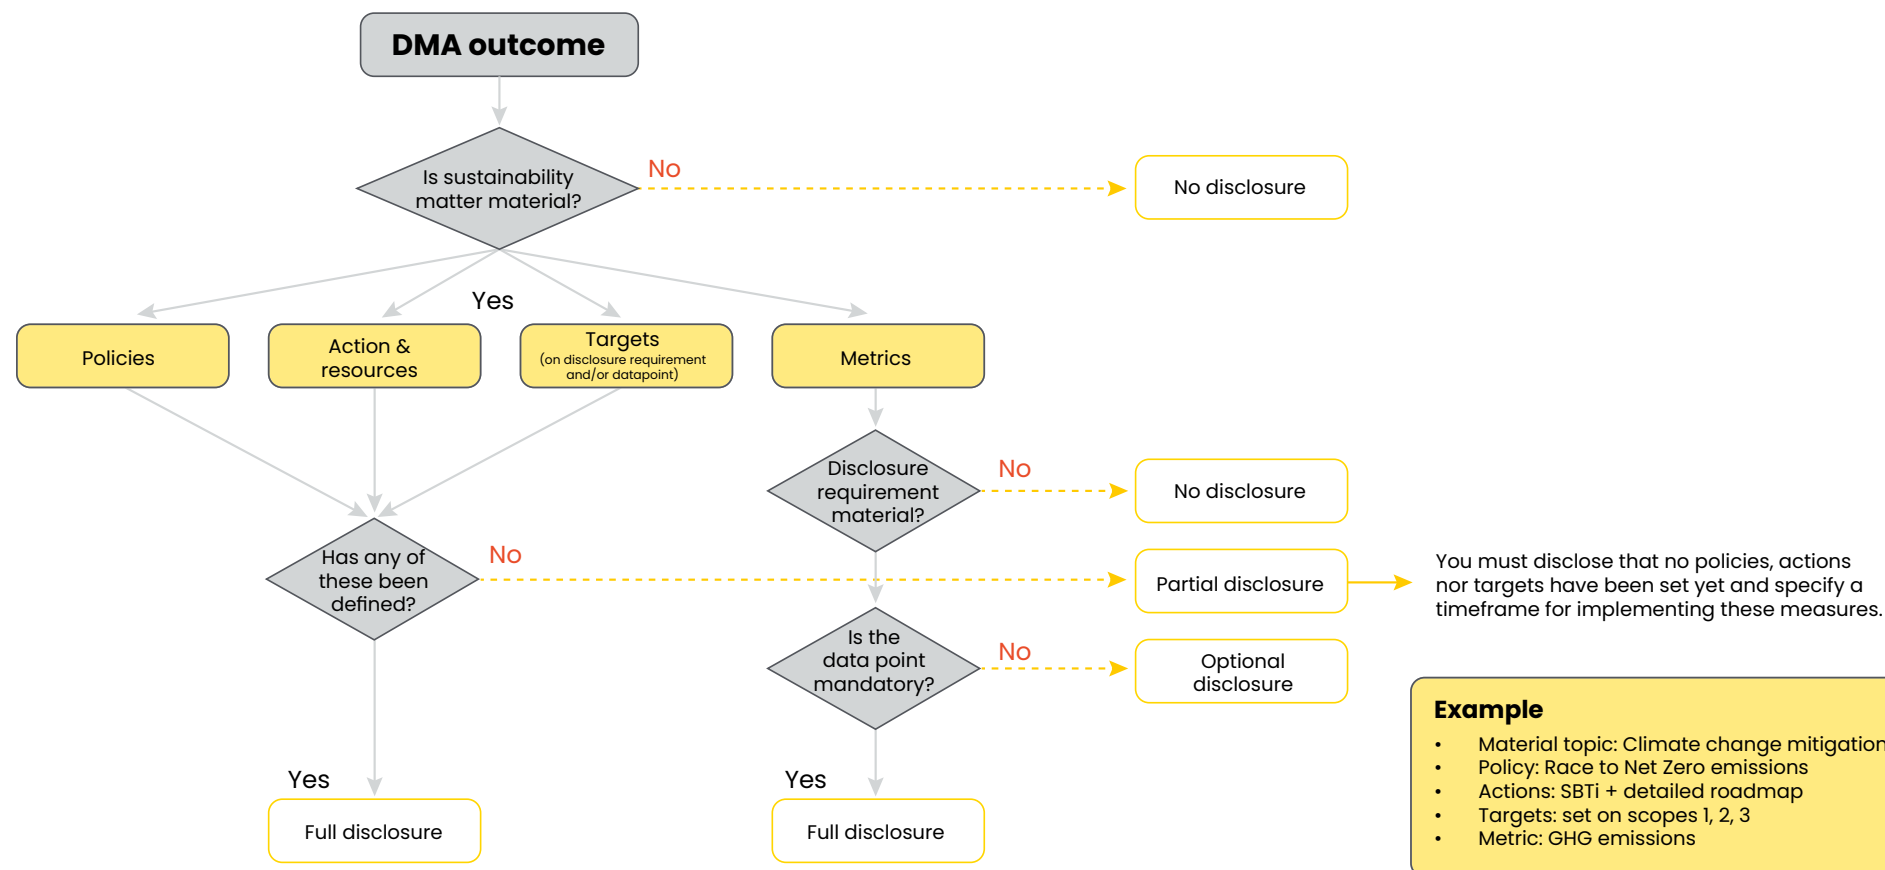 DMA outcome
Is sustainability
matter material?
No
No disclosure
Yes
Policies
Action &
resources
Targets
(on disclosure requirement
and/or datapoint)
Metrics
Disclosure
requirement
material?
No
No disclosure
Has any of
these been
defined?
No
Partial disclosure
You must disclose that no policies, actions
nor targets have been set yet and specify a
timeframe for implementing these measures.
Is the
data point
mandatory?
No
Optional
disclosure
Yes
Full disclosure
Yes
Full disclosure
Example
• Material topic: Climate change mitigation
• Policy: Race to Net Zero emissions
• Actions: SBTi + detailed roadmap
• Targets: set on scopes 1, 2, 3
• Metric: GHG emissions